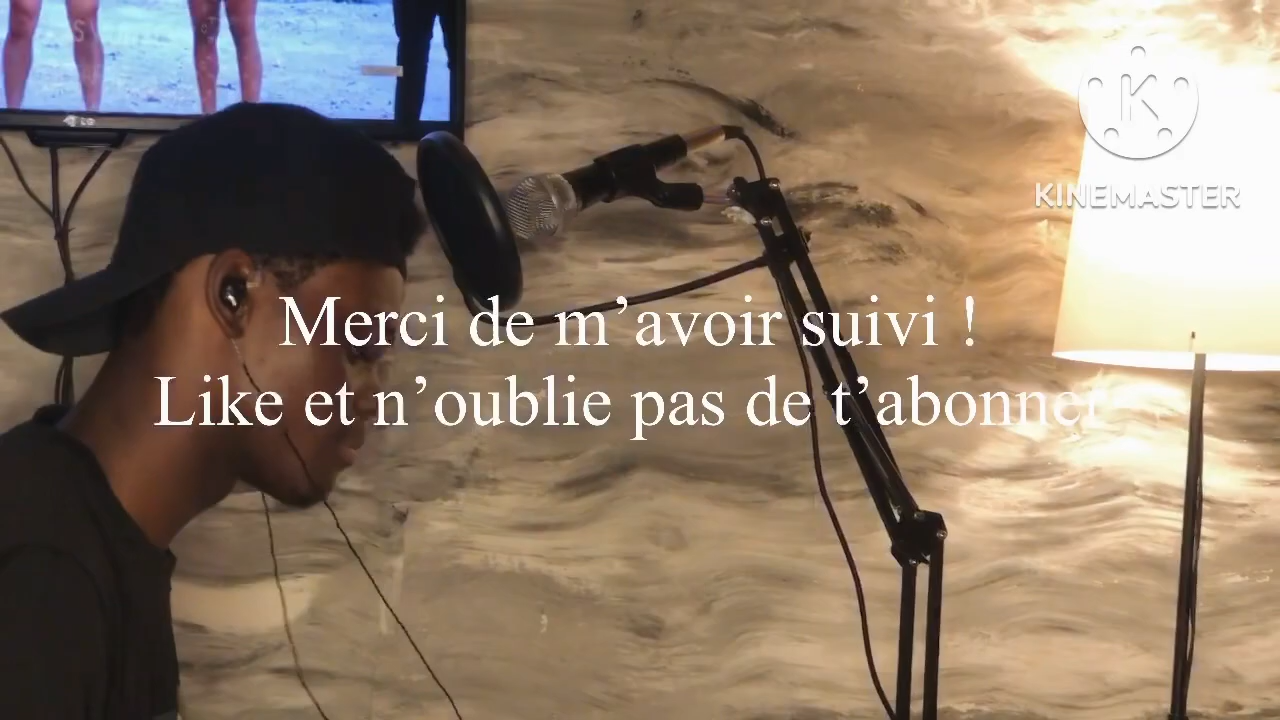 KINEMASTER
Merci de m’avoir suivi !
Like et n’oublie pas de t’abonner